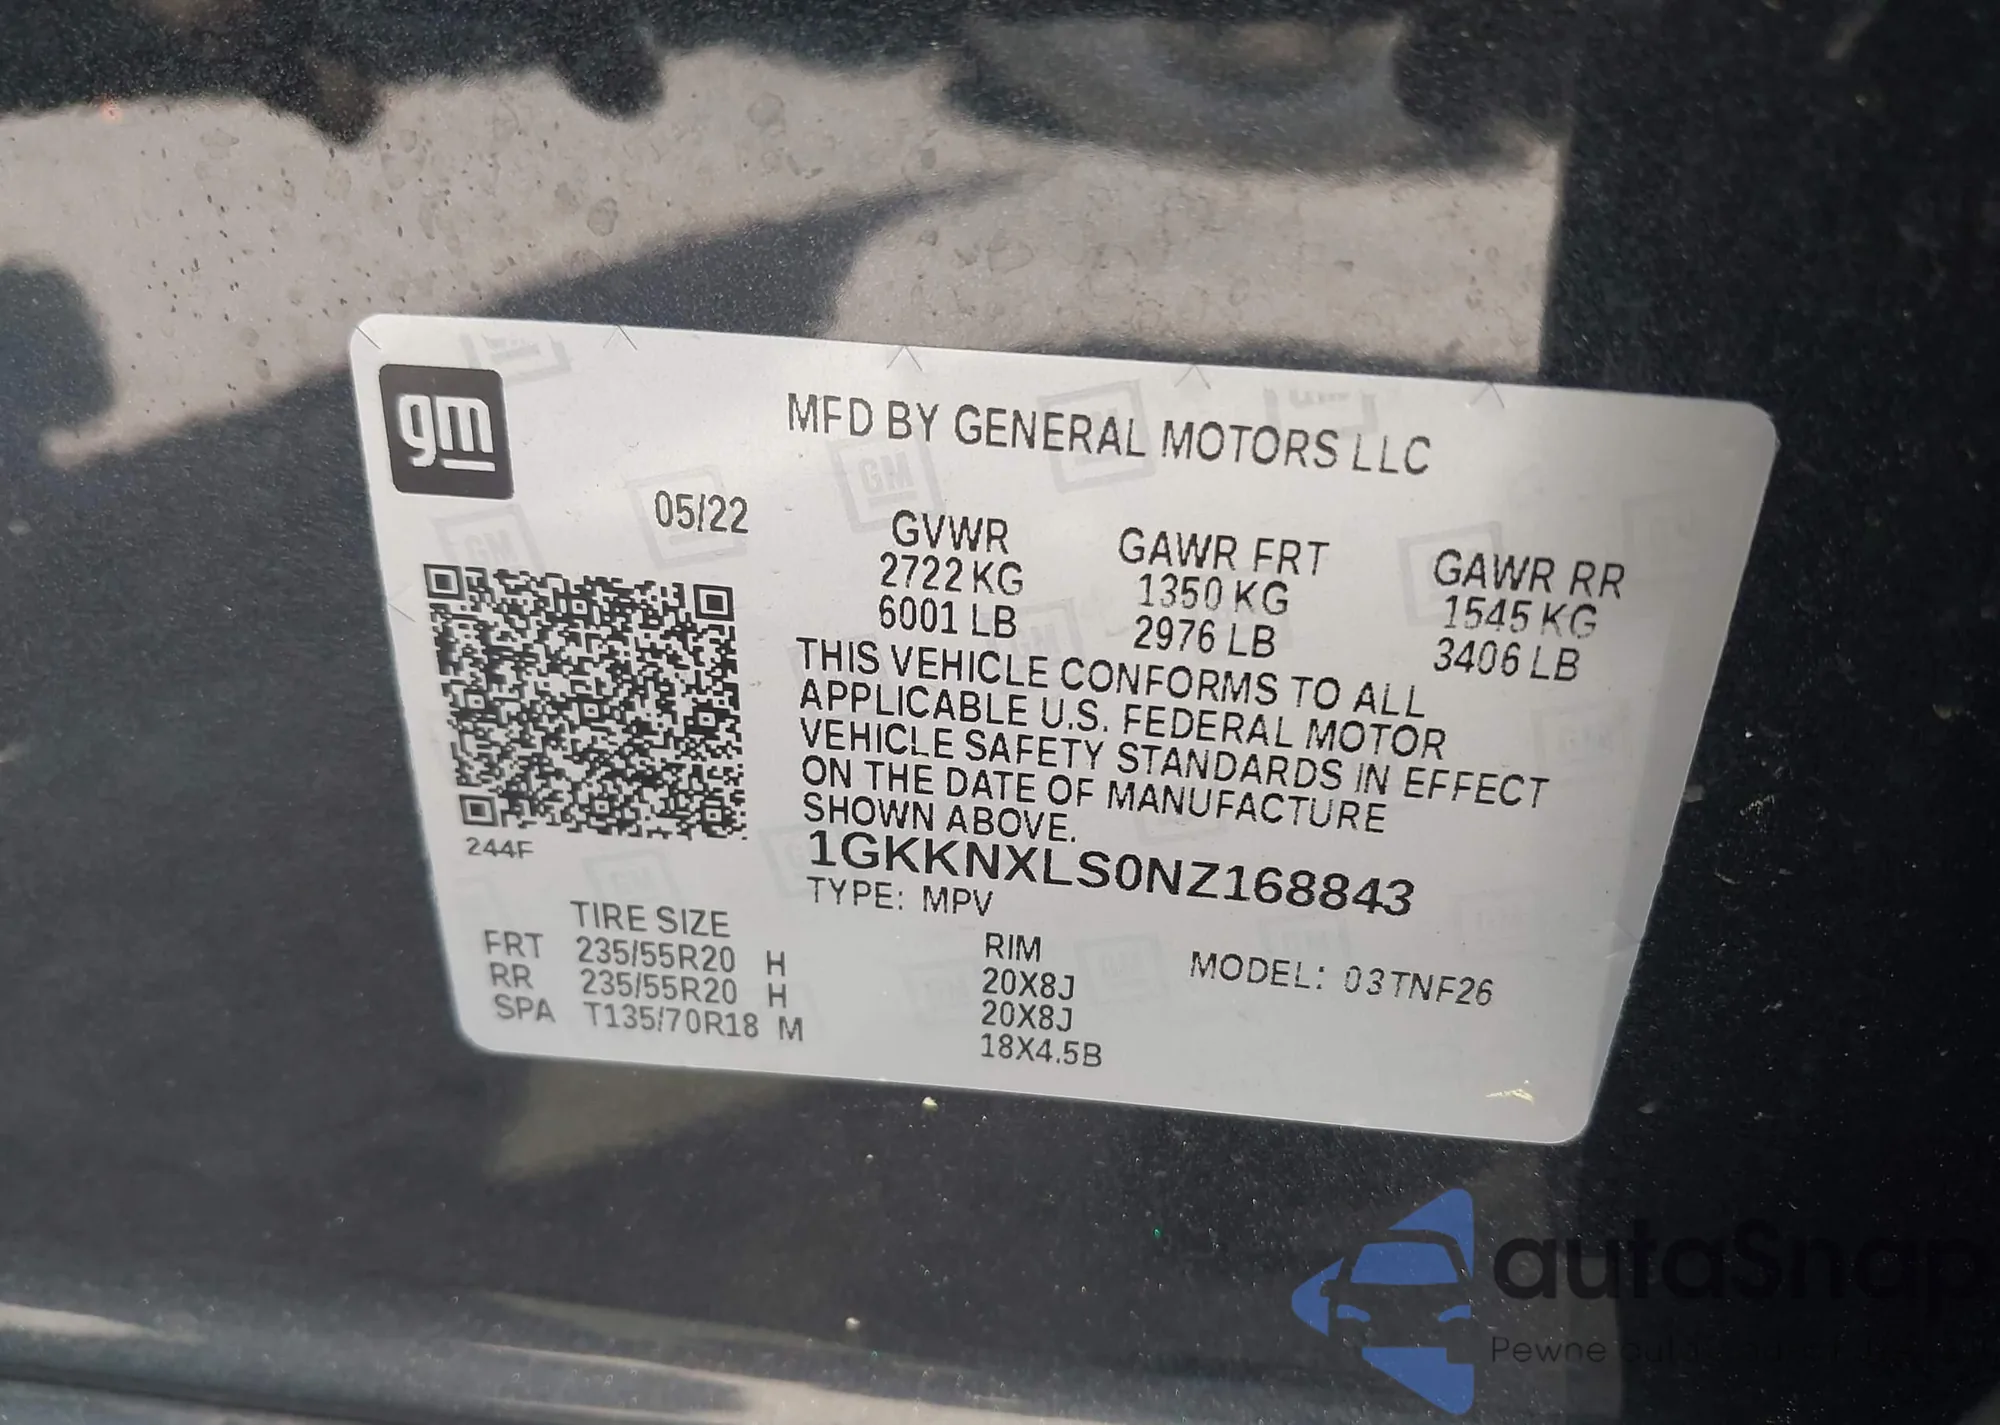 gm
MFD BY GENERAL MOTORS LLC
05/22
GVWR GAWR FRT GAWR RR
2722 KG 1350 KG 1545 KG
6001 LB 2976 LB 3406 LB
THIS VEHICLE CONFORMS TO ALL
APPLICABLE U.S. FEDERAL MOTOR
VEHICLE SAFETY STANDARDS IN EFFECT
ON THE DATE OF MANUFACTURE
SHOWN ABOVE.
1GKKNXLS0NZ168843
TYPE: MPV
244F
TIRE SIZE RIM MODEL: 03TNF26
FRT 235/55R20 H 20X8J
RR 235/55R20 H 20X8J
SPA T135/70R18 M 18X4.5B
autaSnap
Pewne auta